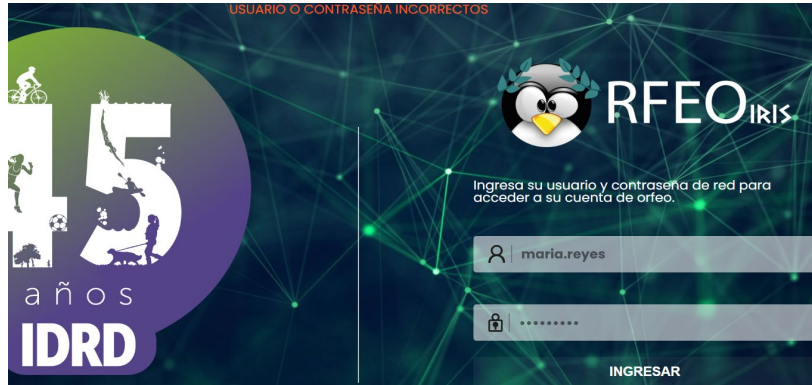 USUARIO O CONTRASEÑA INCORRECTOS
45
años
IDRD
RFEO IRIS
Ingresa su usuario y contraseña de red para
acceder a su cuenta de orfeo.
maria.reyes
•••••••••
INGRESAR